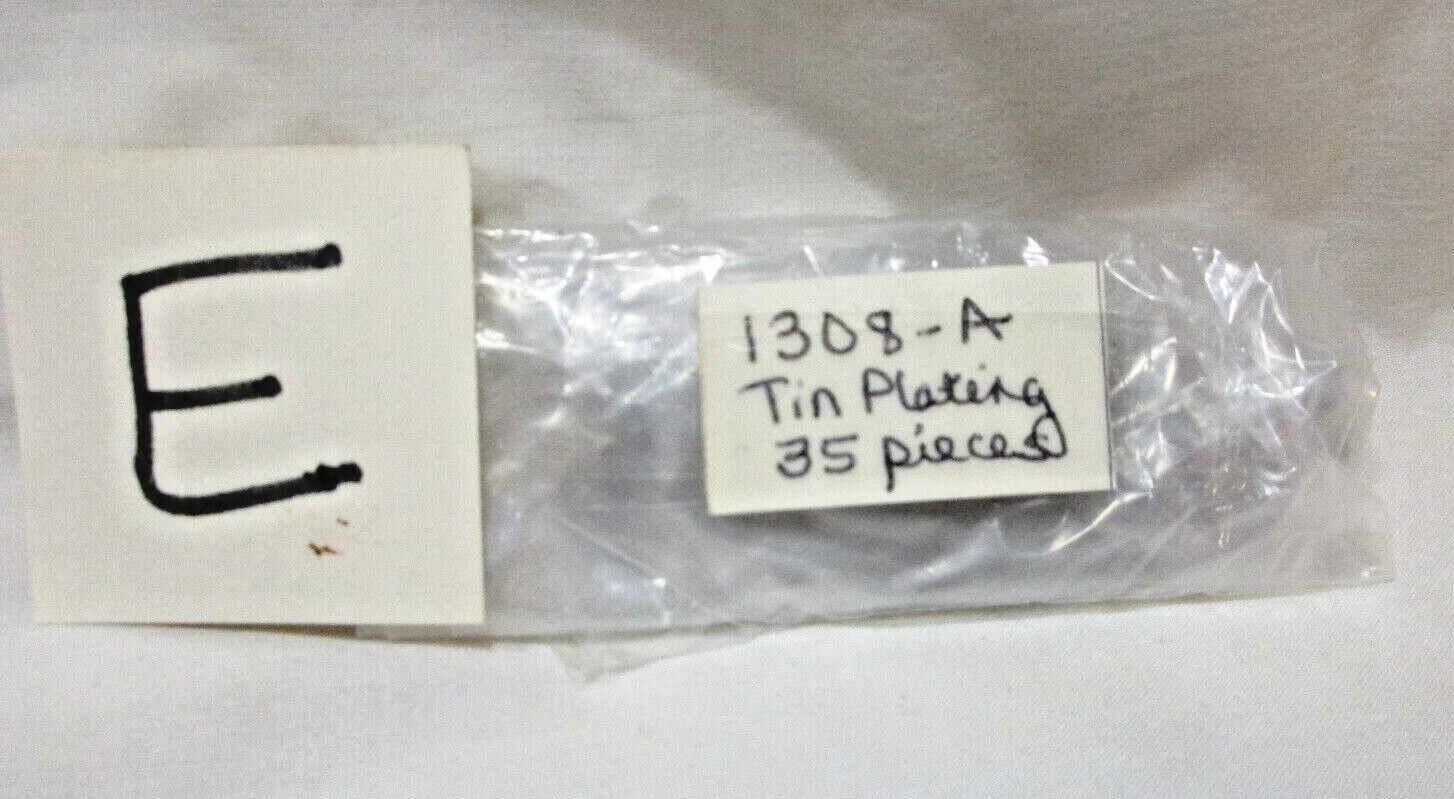 E
1308-A
Tin Plating
35 pieces